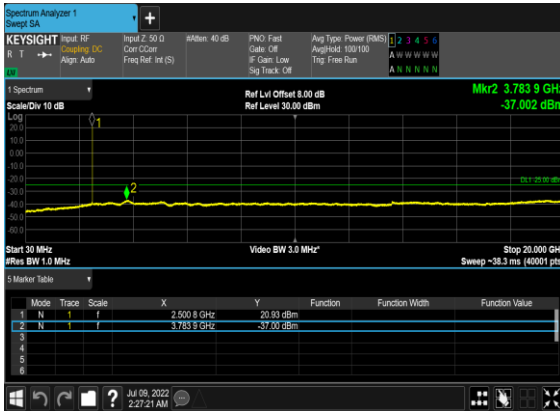 Spectrum Analyzer 1
Swept SA
+
KEYSIGHT
R T
Input: RF
Coupling: DC
Align: Auto
Input Z: 50 Ω
Corr CCorr
Freq Ref: Int (S)
#Atten: 40 dB
PNO: Fast
Gate: Off
IF Gain: Low
Sig Track: Off
Avg Type: Power (RMS)
Avg|Hold: 100/100
Trig: Free Run
1 2 3 4 5 6
A W W W W W
A N N N N N
1 Spectrum
Scale/Div 10 dB
Ref Lvl Offset 8.00 dB
Ref Level 30.00 dBm
Mkr2 3.783 9 GHz
-37.002 dBm
Log
20.0
10.0
0.00
-10.0
-20.0
-30.0
-40.0
-50.0
-60.0
1
2
DL1 -25.00 dBm
Start 30 MHz
#Res BW 1.0 MHz
Video BW 3.0 MHz*
Stop 20.000 GHz
Sweep ~38.3 ms (40001 pts)
5 Marker Table
Mode Trace Scale X Y Function Function Width Function Value
1 N 1 f 2.500 8 GHz 20.93 dBm
2 N 1 f 3.783 9 GHz -37.00 dBm
3
4
5
6
?
Jul 09, 2022
2:27:21 AM